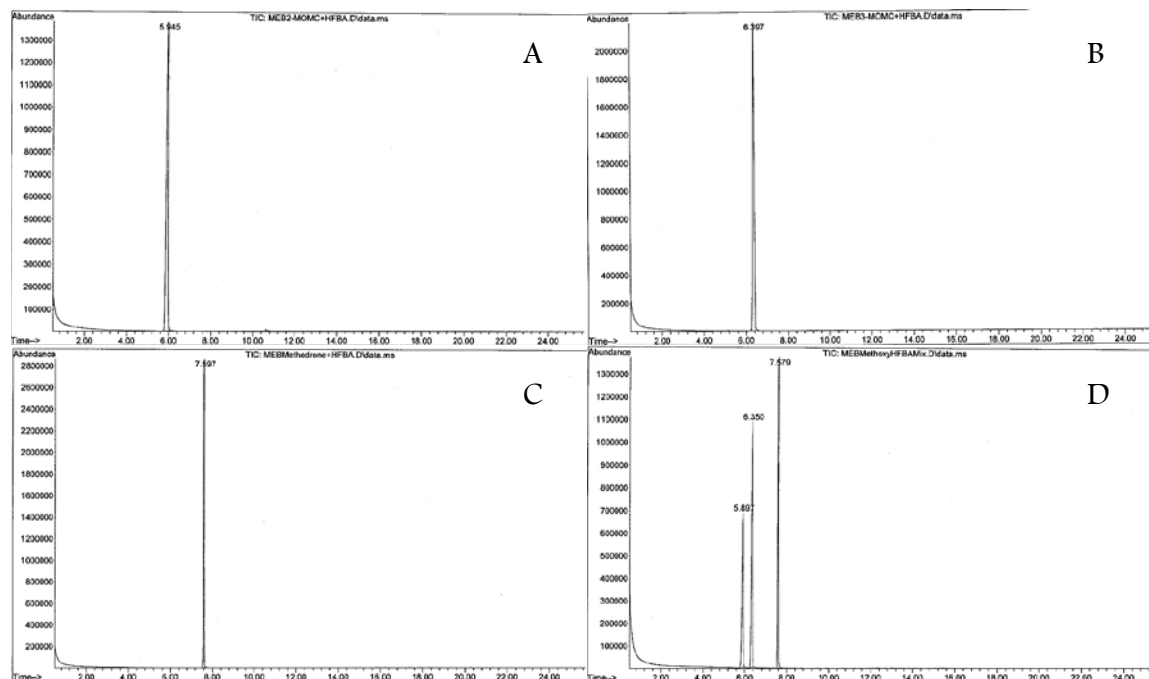 Abundance
TIC: MEB2-MOMC+HFBA.D\data.ms
5.945
A
1300000
1200000
1100000
1000000
900000
800000
700000
600000
500000
400000
300000
200000
100000
Time-->
2.00 4.00 6.00 8.00 10.00 12.00 14.00 16.00 18.00 20.00 22.00 24.00
Abundance
TIC: MEB3-MOMC+HFBA.D\data.ms
6.397
B
2000000
1800000
1600000
1400000
1200000
1000000
800000
600000
400000
200000
Time-->
2.00 4.00 6.00 8.00 10.00 12.00 14.00 16.00 18.00 20.00 22.00 24.00
Abundance
TIC: MEBMethedrene+HFBA.D\data.ms
7.597
C
2800000
2600000
2400000
2200000
2000000
1800000
1600000
1400000
1200000
1000000
800000
600000
400000
200000
Time-->
2.00 4.00 6.00 8.00 10.00 12.00 14.00 16.00 18.00 20.00 22.00 24.00
Abundance
TIC: MEBMethoxyHFBAMix.D\data.ms
7.579
D
6.350
5.897
1300000
1200000
1100000
1000000
900000
800000
700000
600000
500000
400000
300000
200000
100000
Time-->
2.00 4.00 6.00 8.00 10.00 12.00 14.00 16.00 18.00 20.00 22.00 24.00